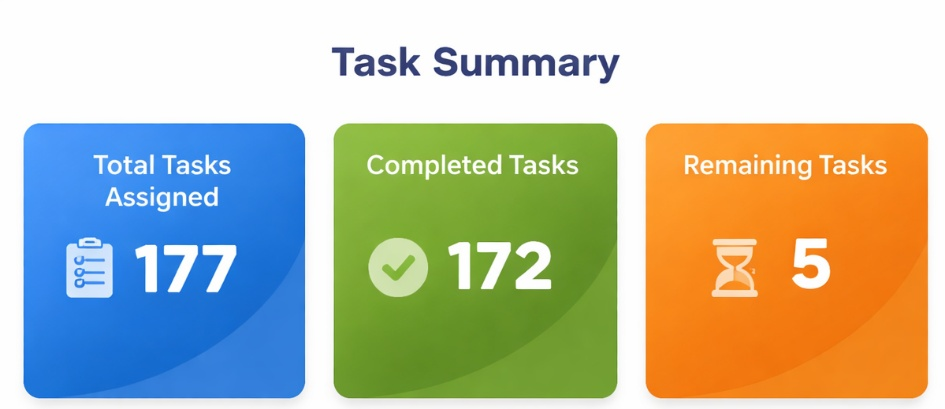 Task Summary
Total Tasks
Assigned
177
Completed Tasks
172
Remaining Tasks
5